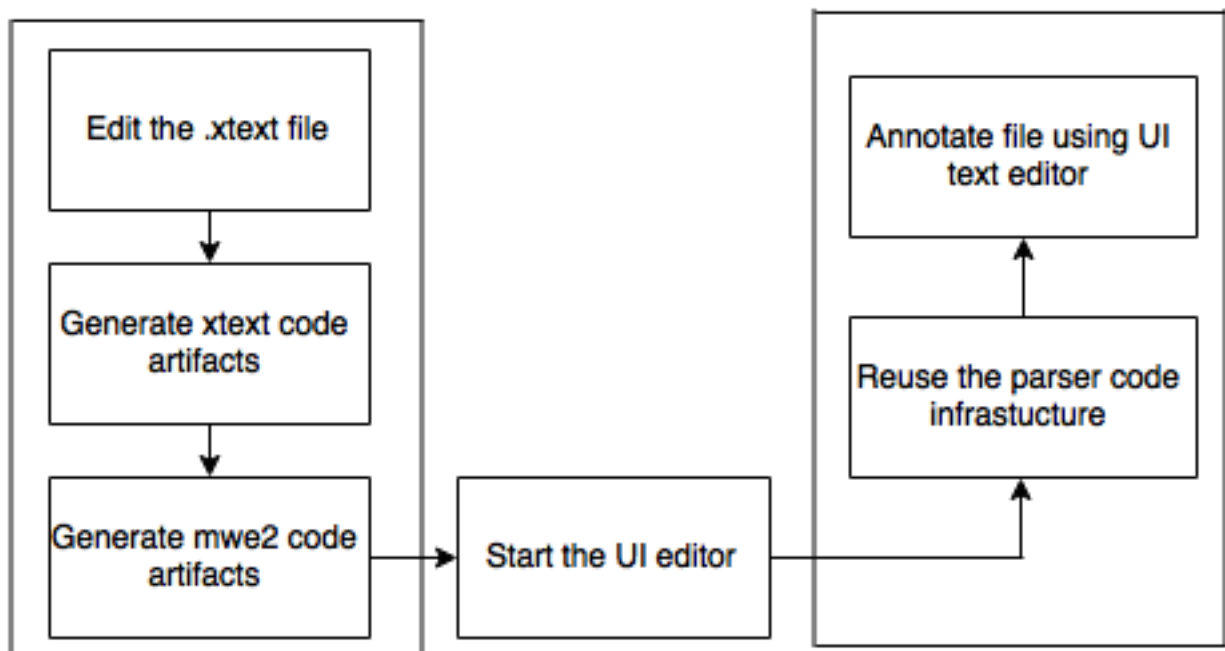 Edit the .xtext file
Generate xtext code
artifacts
Generate mwe2 code
artifacts
Start the UI editor
Reuse the parser code
infrastucture
Annotate file using UI
text editor